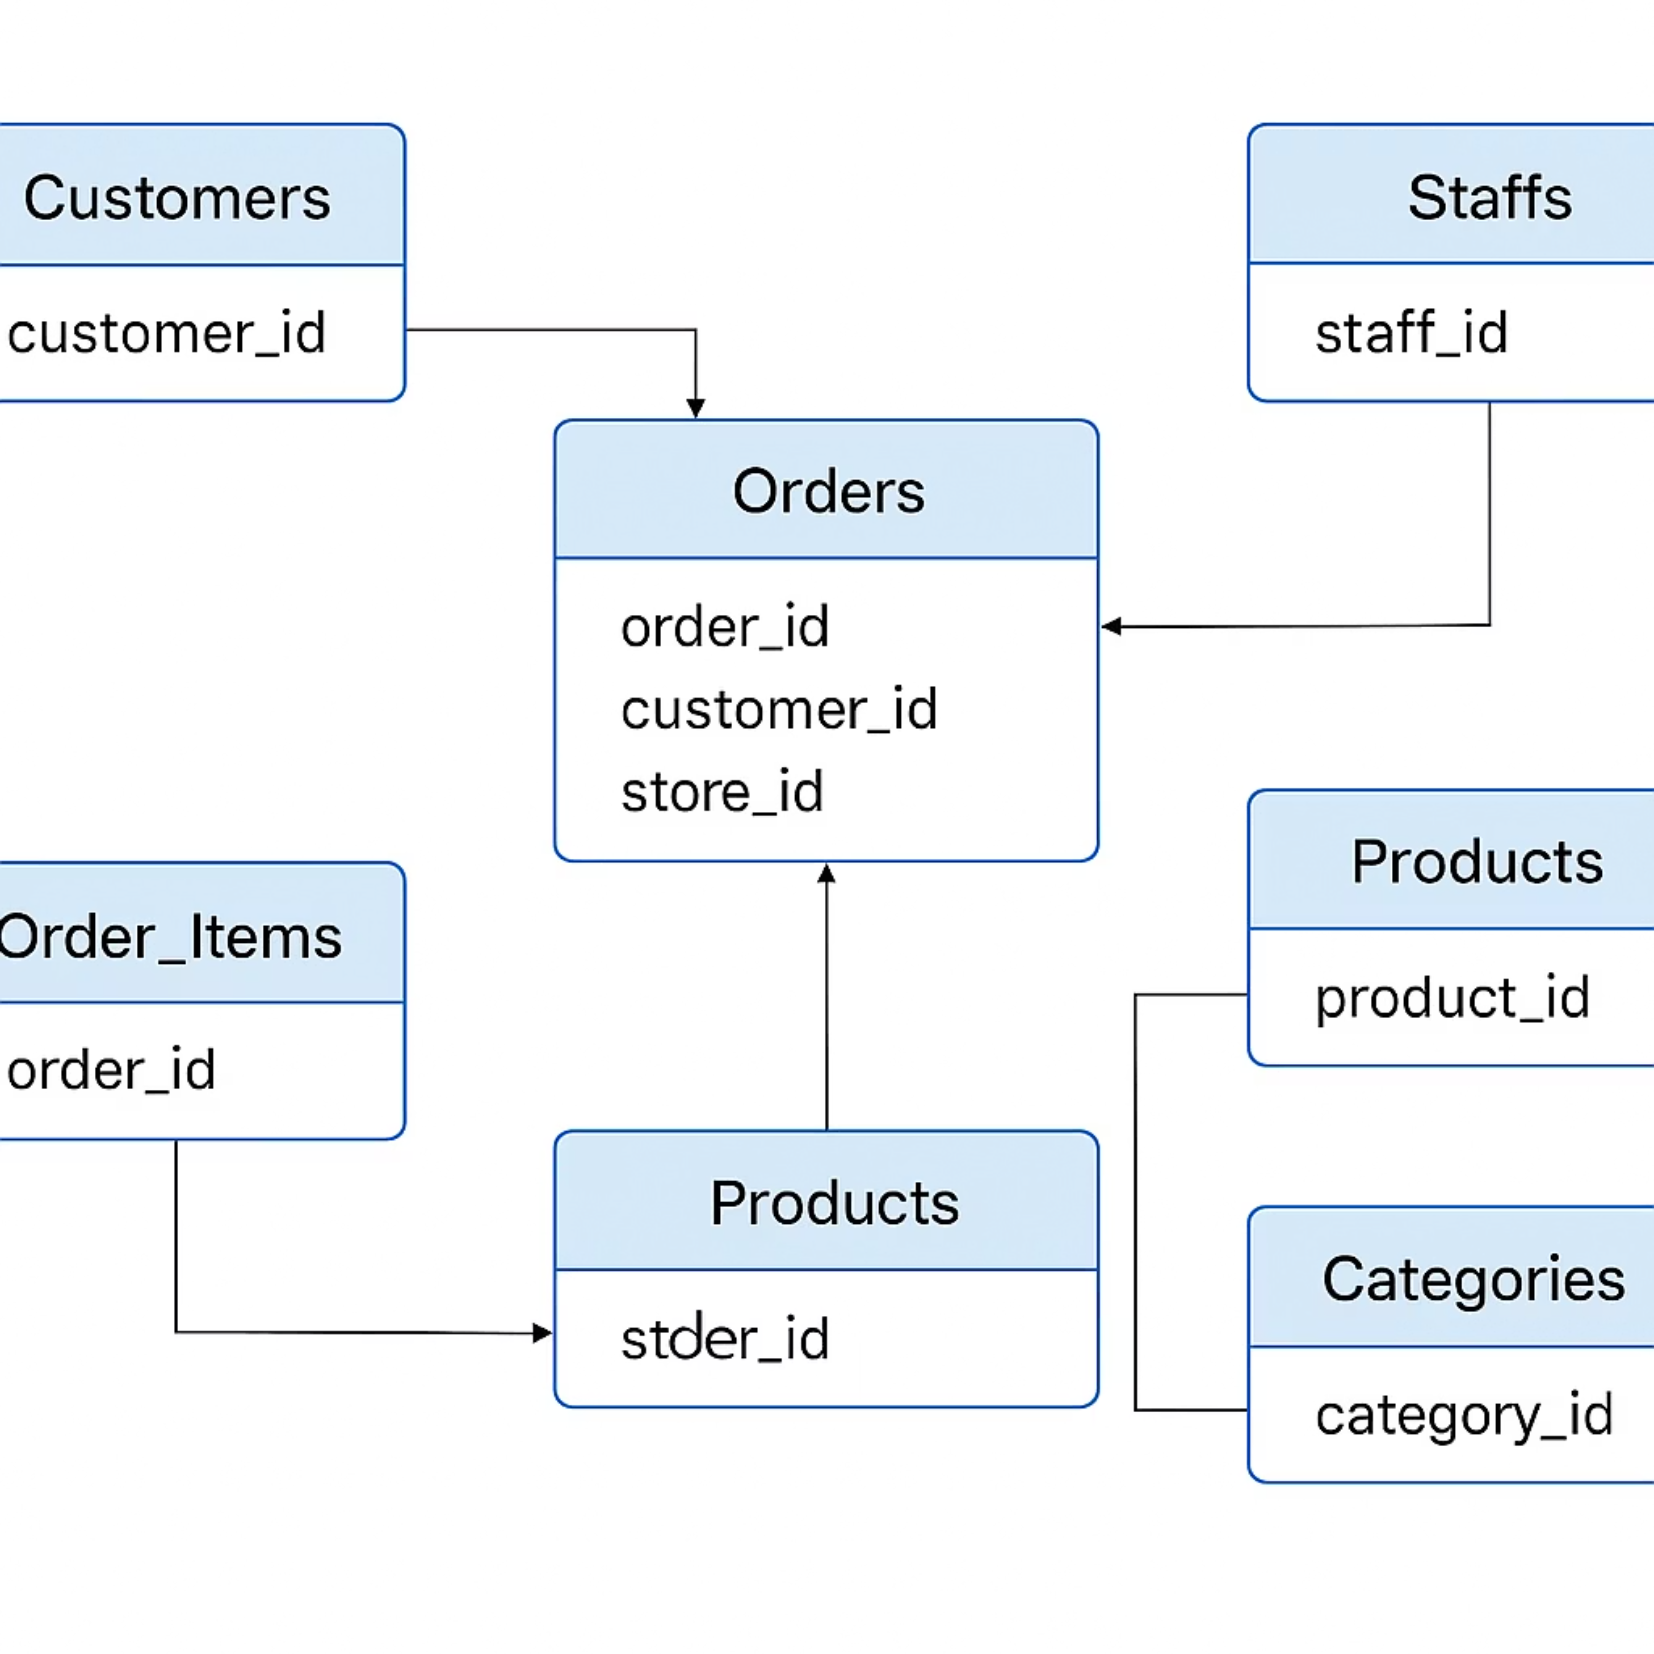 Customers
customer_id
Staffs
staff_id
Orders
order_id
customer_id
store_id
Products
product_id
Order_Items
order_id
Products
stder_id
Categories
category_id